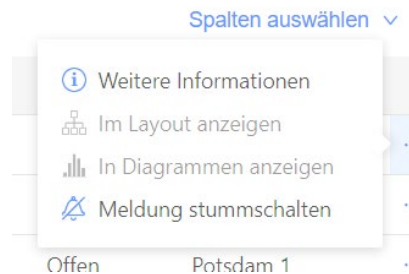 Spalten auswählen
Weitere Informationen
Im Layout anzeigen
In Diagrammen anzeigen
Meldung stummschalten
Offen Potsdam 1